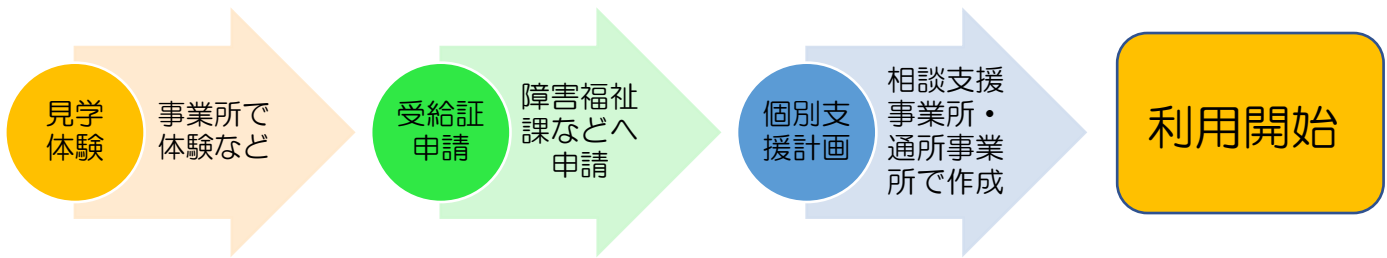 見学
体験
事業所で
体験など
受給証
申請
障害福祉
課などへ
申請
個別支
援計画
相談支援
事業所・
通所事業
所で作成
利用開始